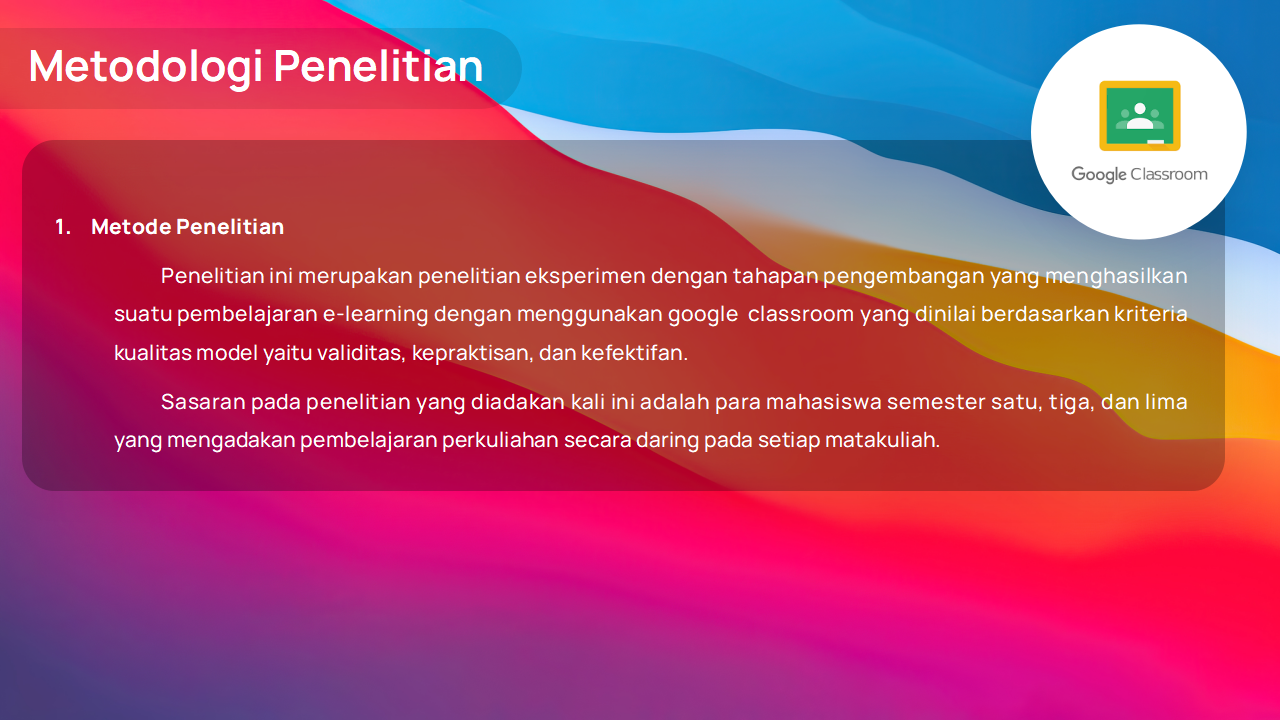 Metodologi Penelitian
Google Classroom
1. Metode Penelitian
Penelitian ini merupakan penelitian eksperimen dengan tahapan pengembangan yang menghasilkan
suatu pembelajaran e-learning dengan menggunakan google classroom yang dinilai berdasarkan kriteria
kualitas model yaitu validitas, kepraktisan, dan kefektifan.
Sasaran pada penelitian yang diadakan kali ini adalah para mahasiswa semester satu, tiga, dan lima
yang mengadakan pembelajaran perkuliahan secara daring pada setiap matakuliah.